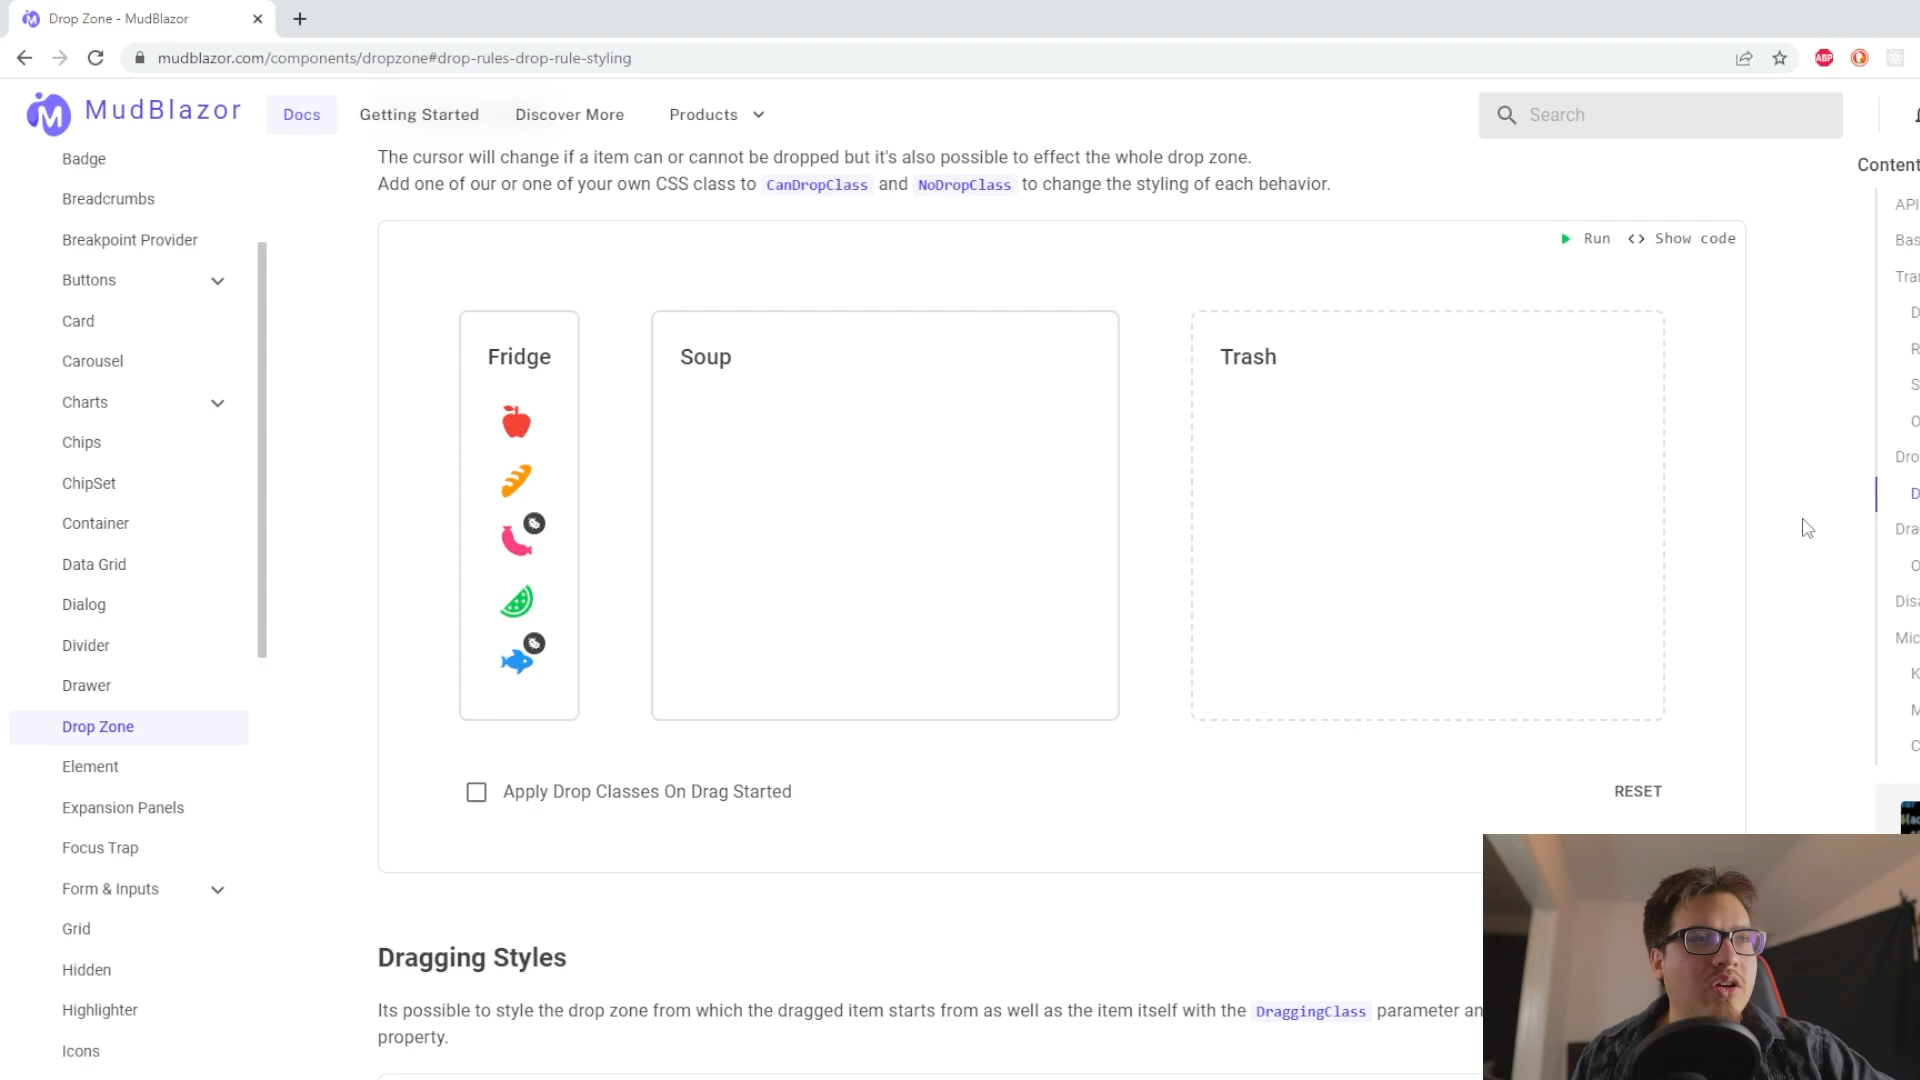 Drop Zone - MudBlazor
mudblazor.com/components/dropzone#drop-rules-drop-rule-styling
ABP
MudBlazor
Docs
Getting Started
Discover More
Products
Search
Badge
Breadcrumbs
Breakpoint Provider
Buttons
Card
Carousel
Charts
Chips
ChipSet
Container
Data Grid
Dialog
Divider
Drawer
Drop Zone
Element
Expansion Panels
Focus Trap
Form & Inputs
Grid
Hidden
Highlighter
Icons
The cursor will change if a item can or cannot be dropped but it's also possible to effect the whole drop zone.
Add one of our or one of your own CSS class to CanDropClass and NoDropClass to change the styling of each behavior.
Run <> Show code
Fridge
Soup
Trash
Apply Drop Classes On Drag Started
RESET
Dragging Styles
Its possible to style the drop zone from which the dragged item starts from as well as the item itself with the DraggingClass parameter an
property.
Content
API
Bas
Tra
D
R
S
O
Dro
D
Dra
O
Disa
Mic
K
M
C